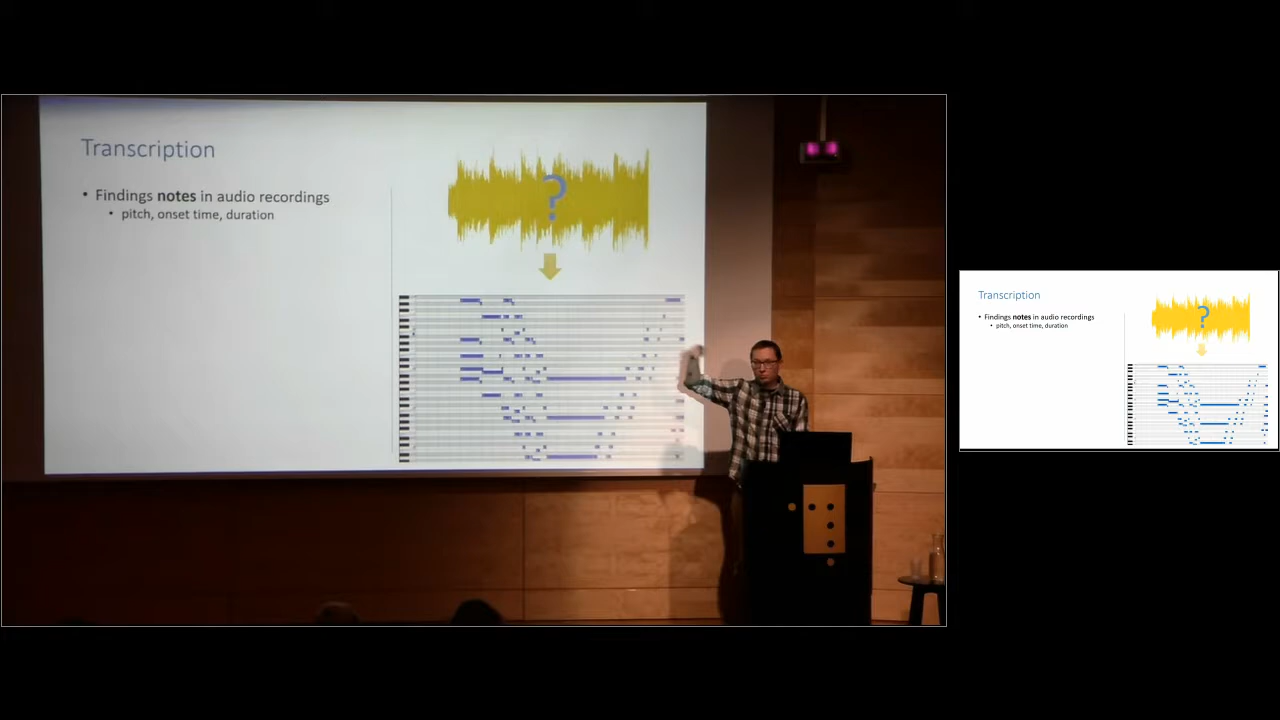 Transcription
• Findings notes in audio recordings
• pitch, onset time, duration
?
Transcription
• Findings notes in audio recordings
• pitch, onset time, duration
?